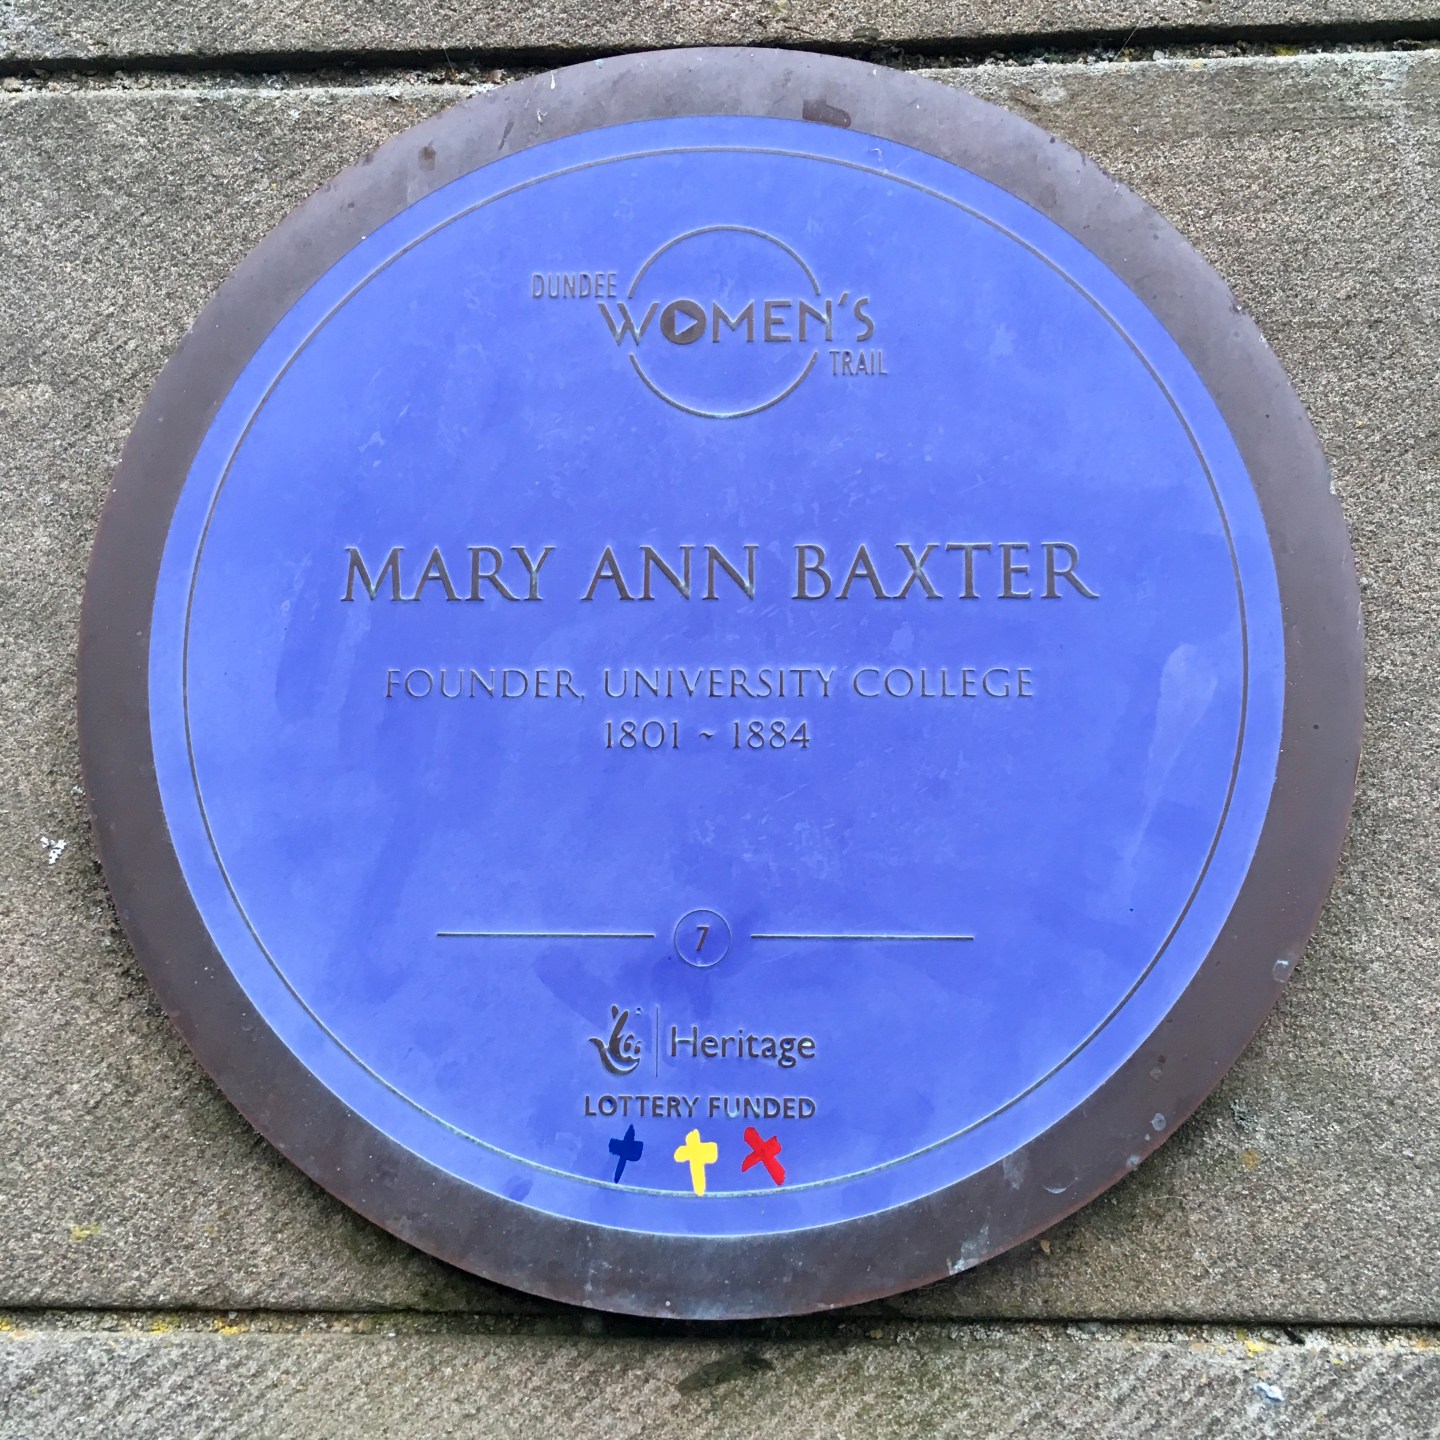 DUNDEE
WOMEN'S
TRAIL
MARY ANN BAXTER
FOUNDER, UNIVERSITY COLLEGE
1801 ~ 1884
7
Heritage
LOTTERY FUNDED